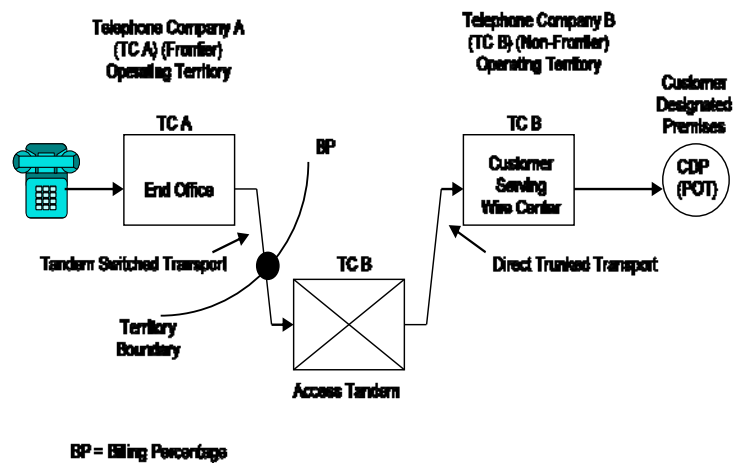 Telephone Company A
(TC A) (Frontier)
Operating Territory
Telephone Company B
(TC B) (Non-Frontier)
Operating Territory
Customer
Designated
Premises
TC A
End Office
BP
TC B
Customer
Serving
Wire Center
CDP
(POT)
Tandem Switched Transport
TC B
Direct Trunked Transport
Territory
Boundary
Access Tandem
BP = Billing Percentage